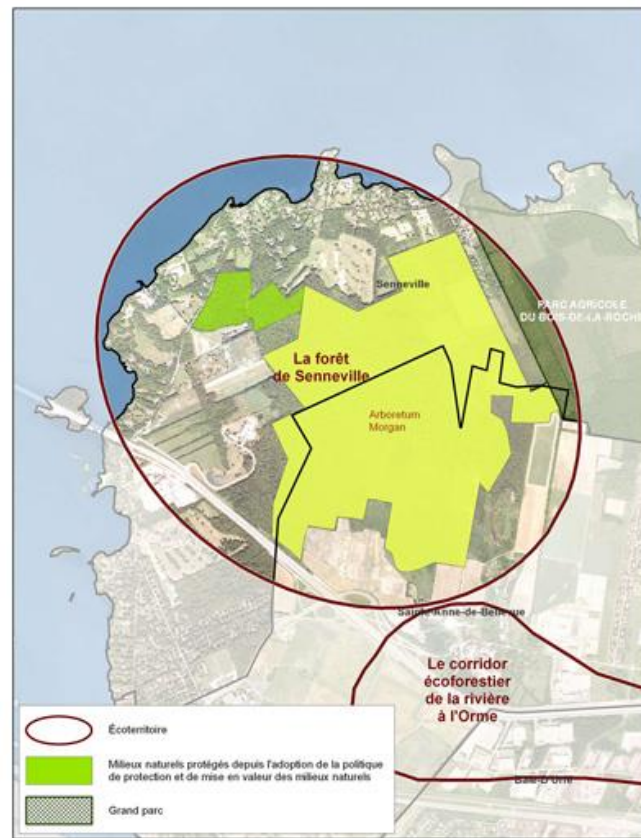 Senneville
PARC AGRICOLE
DU BOIS-DE-LA-ROCHE
La forêt
de Senneville
Arboretum
Morgan
Sainte-Anne-de-Bellevue
Le corridor
écoforestier
de la rivière
à l'Orme
Baie-D'Urfé
Écoterritoire
Milieux naturels protégés depuis l'adoption de la politique
de protection et de mise en valeur des milieux naturels
Grand parc